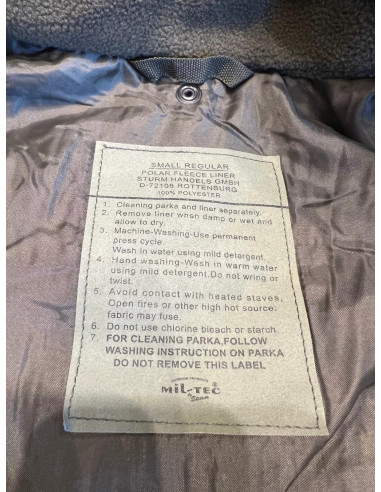 SMALL REGULAR
POLAR FLEECE LINER
STURM HANDELS GMBH
D-72108 ROTTENBURG
100% POLYESTER
1. Cleaning parka and liner separately.
2. Remove liner when damp or wet and
allow to dry.
3. Machine-Washing-Use permanent
press cycle.
Wash in water using mild detergent.
4. Hand washing-Wash in warm water
using mild detergent.Do not wring or
twist.
5. Avoid contact with heated staves.
Open fires or other high hot source:
fabric may fuse.
6. Do not use chlorine bleach or starch.
7. FOR CLEANING PARKA,FOLLOW
WASHING INSTRUCTION ON PARKA
DO NOT REMOVE THIS LABEL
MiL-TEC ®
by Sturm